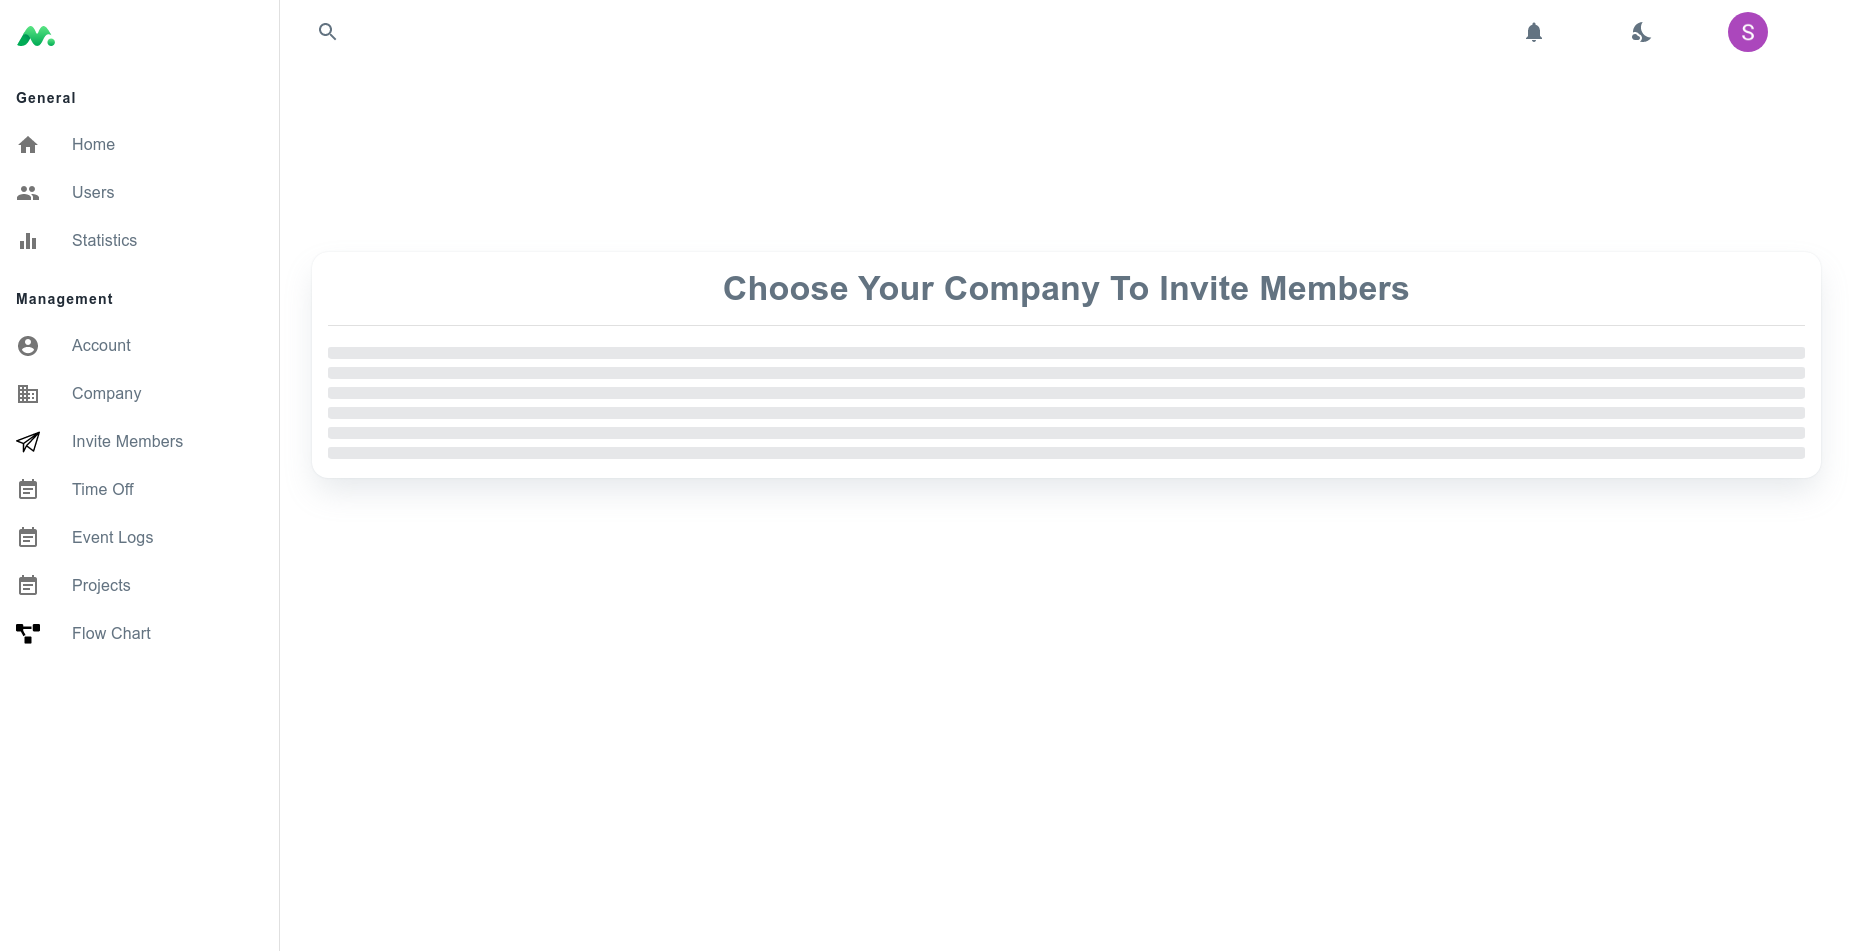 S
General
Home
Users
Statistics
Management
Account
Company
Invite Members
Time Off
Event Logs
Projects
Flow Chart
Choose Your Company To Invite Members